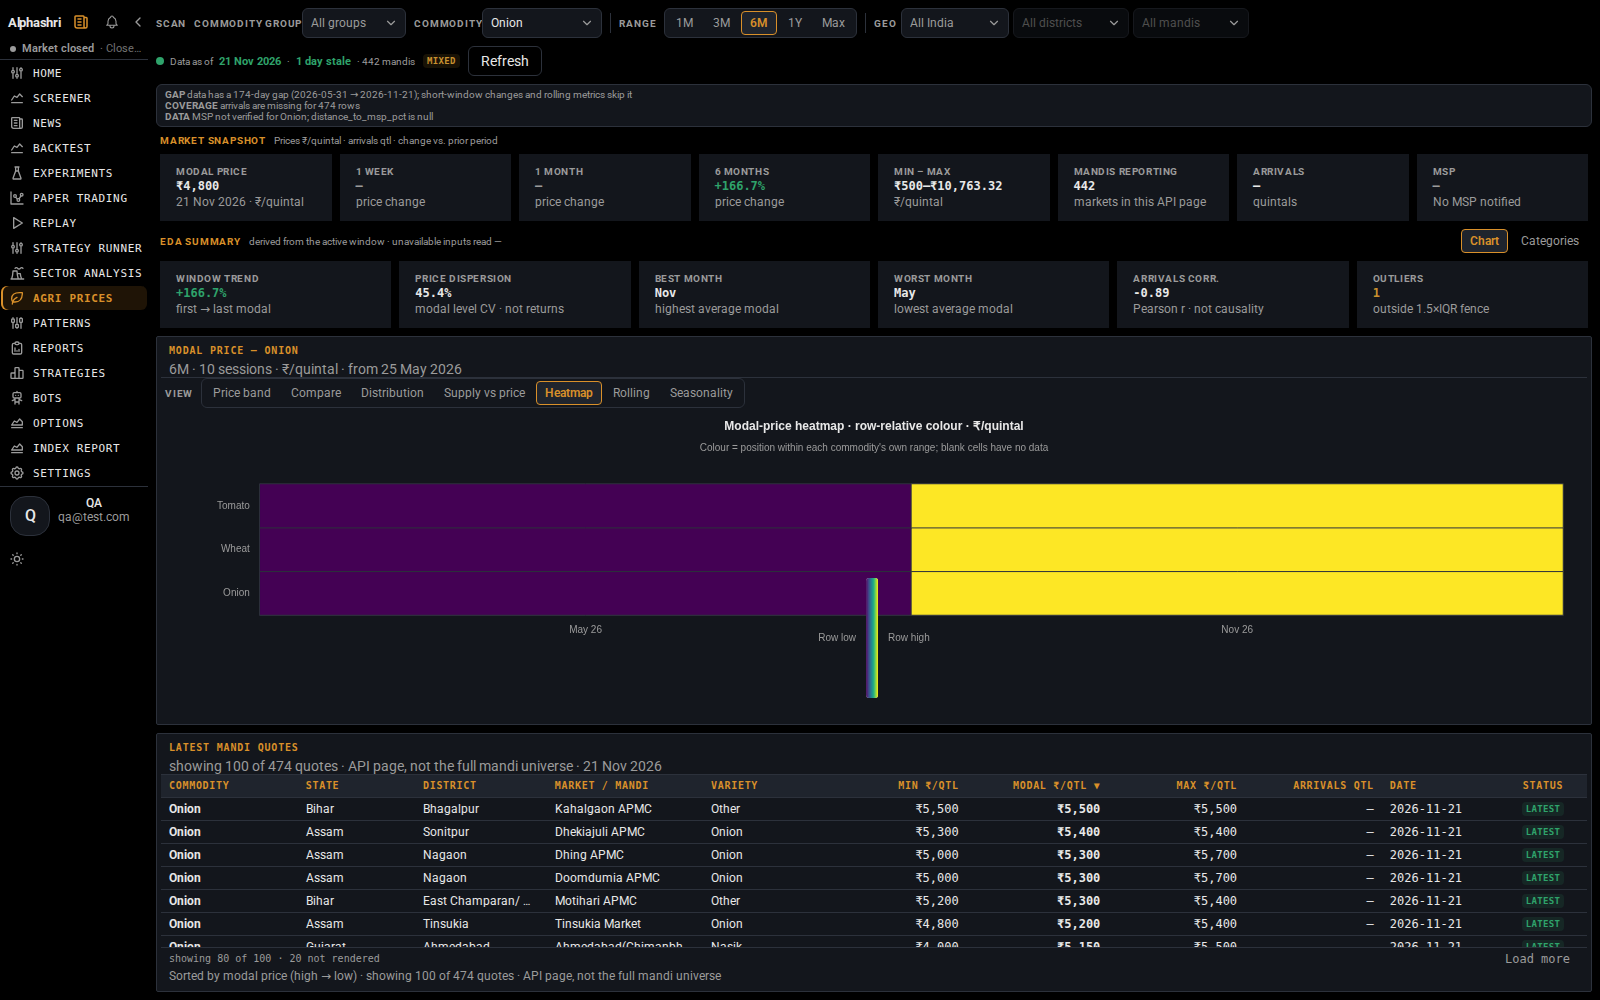 Alphashri
Market closed · Close...
HOME
SCREENER
NEWS
BACKTEST
EXPERIMENTS
PAPER TRADING
REPLAY
STRATEGY RUNNER
SECTOR ANALYSIS
AGRI PRICES
PATTERNS
REPORTS
STRATEGIES
BOTS
OPTIONS
INDEX REPORT
SETTINGS
Q
QA
qa@test.com
SCAN COMMODITY GROUP All groups COMMODITY Onion RANGE 1M 3M 6M 1Y Max GEO All India All districts All mandis
Data as of 21 Nov 2026 · 1 day stale · 442 mandis MIXED Refresh
GAP data has a 174-day gap (2026-05-31 → 2026-11-21); short-window changes and rolling metrics skip it
COVERAGE arrivals are missing for 474 rows
DATA MSP not verified for Onion; distance_to_msp_pct is null
MARKET SNAPSHOT Prices ₹/quintal · arrivals qtl · change vs. prior period
MODAL PRICE
₹4,800
21 Nov 2026 · ₹/quintal
1 WEEK
—
price change
1 MONTH
—
price change
6 MONTHS
+166.7%
price change
MIN – MAX
₹500—₹10,763.32
₹/quintal
MANDIS REPORTING
442
markets in this API page
ARRIVALS
—
quintals
MSP
—
No MSP notified
EDA SUMMARY derived from the active window · unavailable inputs read — Chart Categories
WINDOW TREND
+166.7%
first → last modal
PRICE DISPERSION
45.4%
modal level CV · not returns
BEST MONTH
Nov
highest average modal
WORST MONTH
May
lowest average modal
ARRIVALS CORR.
-0.89
Pearson r · not causality
OUTLIERS
1
outside 1.5×IQR fence
MODAL PRICE — ONION
6M · 10 sessions · ₹/quintal · from 25 May 2026
VIEW Price band Compare Distribution Supply vs price Heatmap Rolling Seasonality
Modal-price heatmap · row-relative colour · ₹/quintal
Colour = position within each commodity's own range; blank cells have no data
Tomato
Wheat
Onion
May 26 Nov 26
Row low Row high
LATEST MANDI QUOTES
showing 100 of 474 quotes · API page, not the full mandi universe · 21 Nov 2026
COMMODITY STATE DISTRICT MARKET / MANDI VARIETY MIN ₹/QTL MODAL ₹/QTL ▼ MAX ₹/QTL ARRIVALS QTL DATE STATUS
Onion Bihar Bhagalpur Kahalgaon APMC Other ₹5,500 ₹5,500 ₹5,500 — 2026-11-21 LATEST
Onion Assam Sonitpur Dhekiajuli APMC Onion ₹5,300 ₹5,400 ₹5,400 — 2026-11-21 LATEST
Onion Assam Nagaon Dhing APMC Onion ₹5,000 ₹5,300 ₹5,700 — 2026-11-21 LATEST
Onion Assam Nagaon Doomdumia APMC Onion ₹5,000 ₹5,300 ₹5,700 — 2026-11-21 LATEST
Onion Bihar East Champaran/ ... Motihari APMC Other ₹5,200 ₹5,300 ₹5,400 — 2026-11-21 LATEST
Onion Assam Tinsukia Tinsukia Market Onion ₹4,800 ₹5,200 ₹5,400 — 2026-11-21 LATEST
Onion Gujarat Ahmedabad Ahmedabad(Chimanbh Nasik ₹4,000 ₹5,150 ₹5,500 — 2026-11-21 LATEST
showing 80 of 100 · 20 not rendered Load more
Sorted by modal price (high → low) · showing 100 of 474 quotes · API page, not the full mandi universe